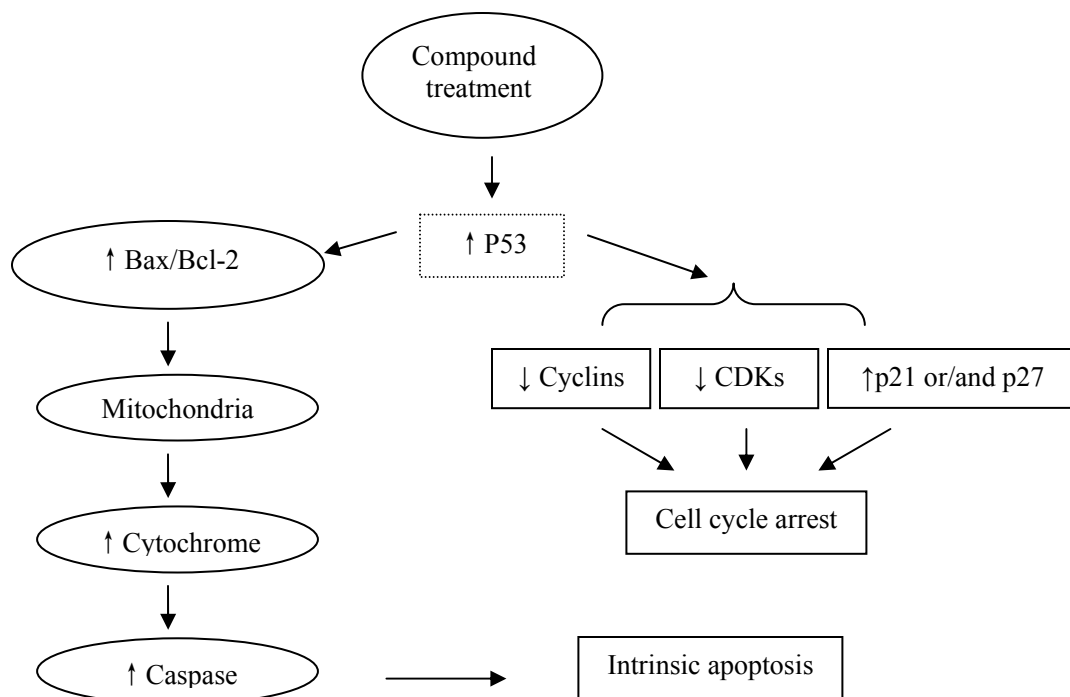 Compound
treatment
↑ P53
↑ Bax/Bcl-2
↓ Cyclins
↓ CDKs
↑p21 or/and p27
Mitochondria
Cell cycle arrest
↑ Cytochrome
↑ Caspase
Intrinsic apoptosis